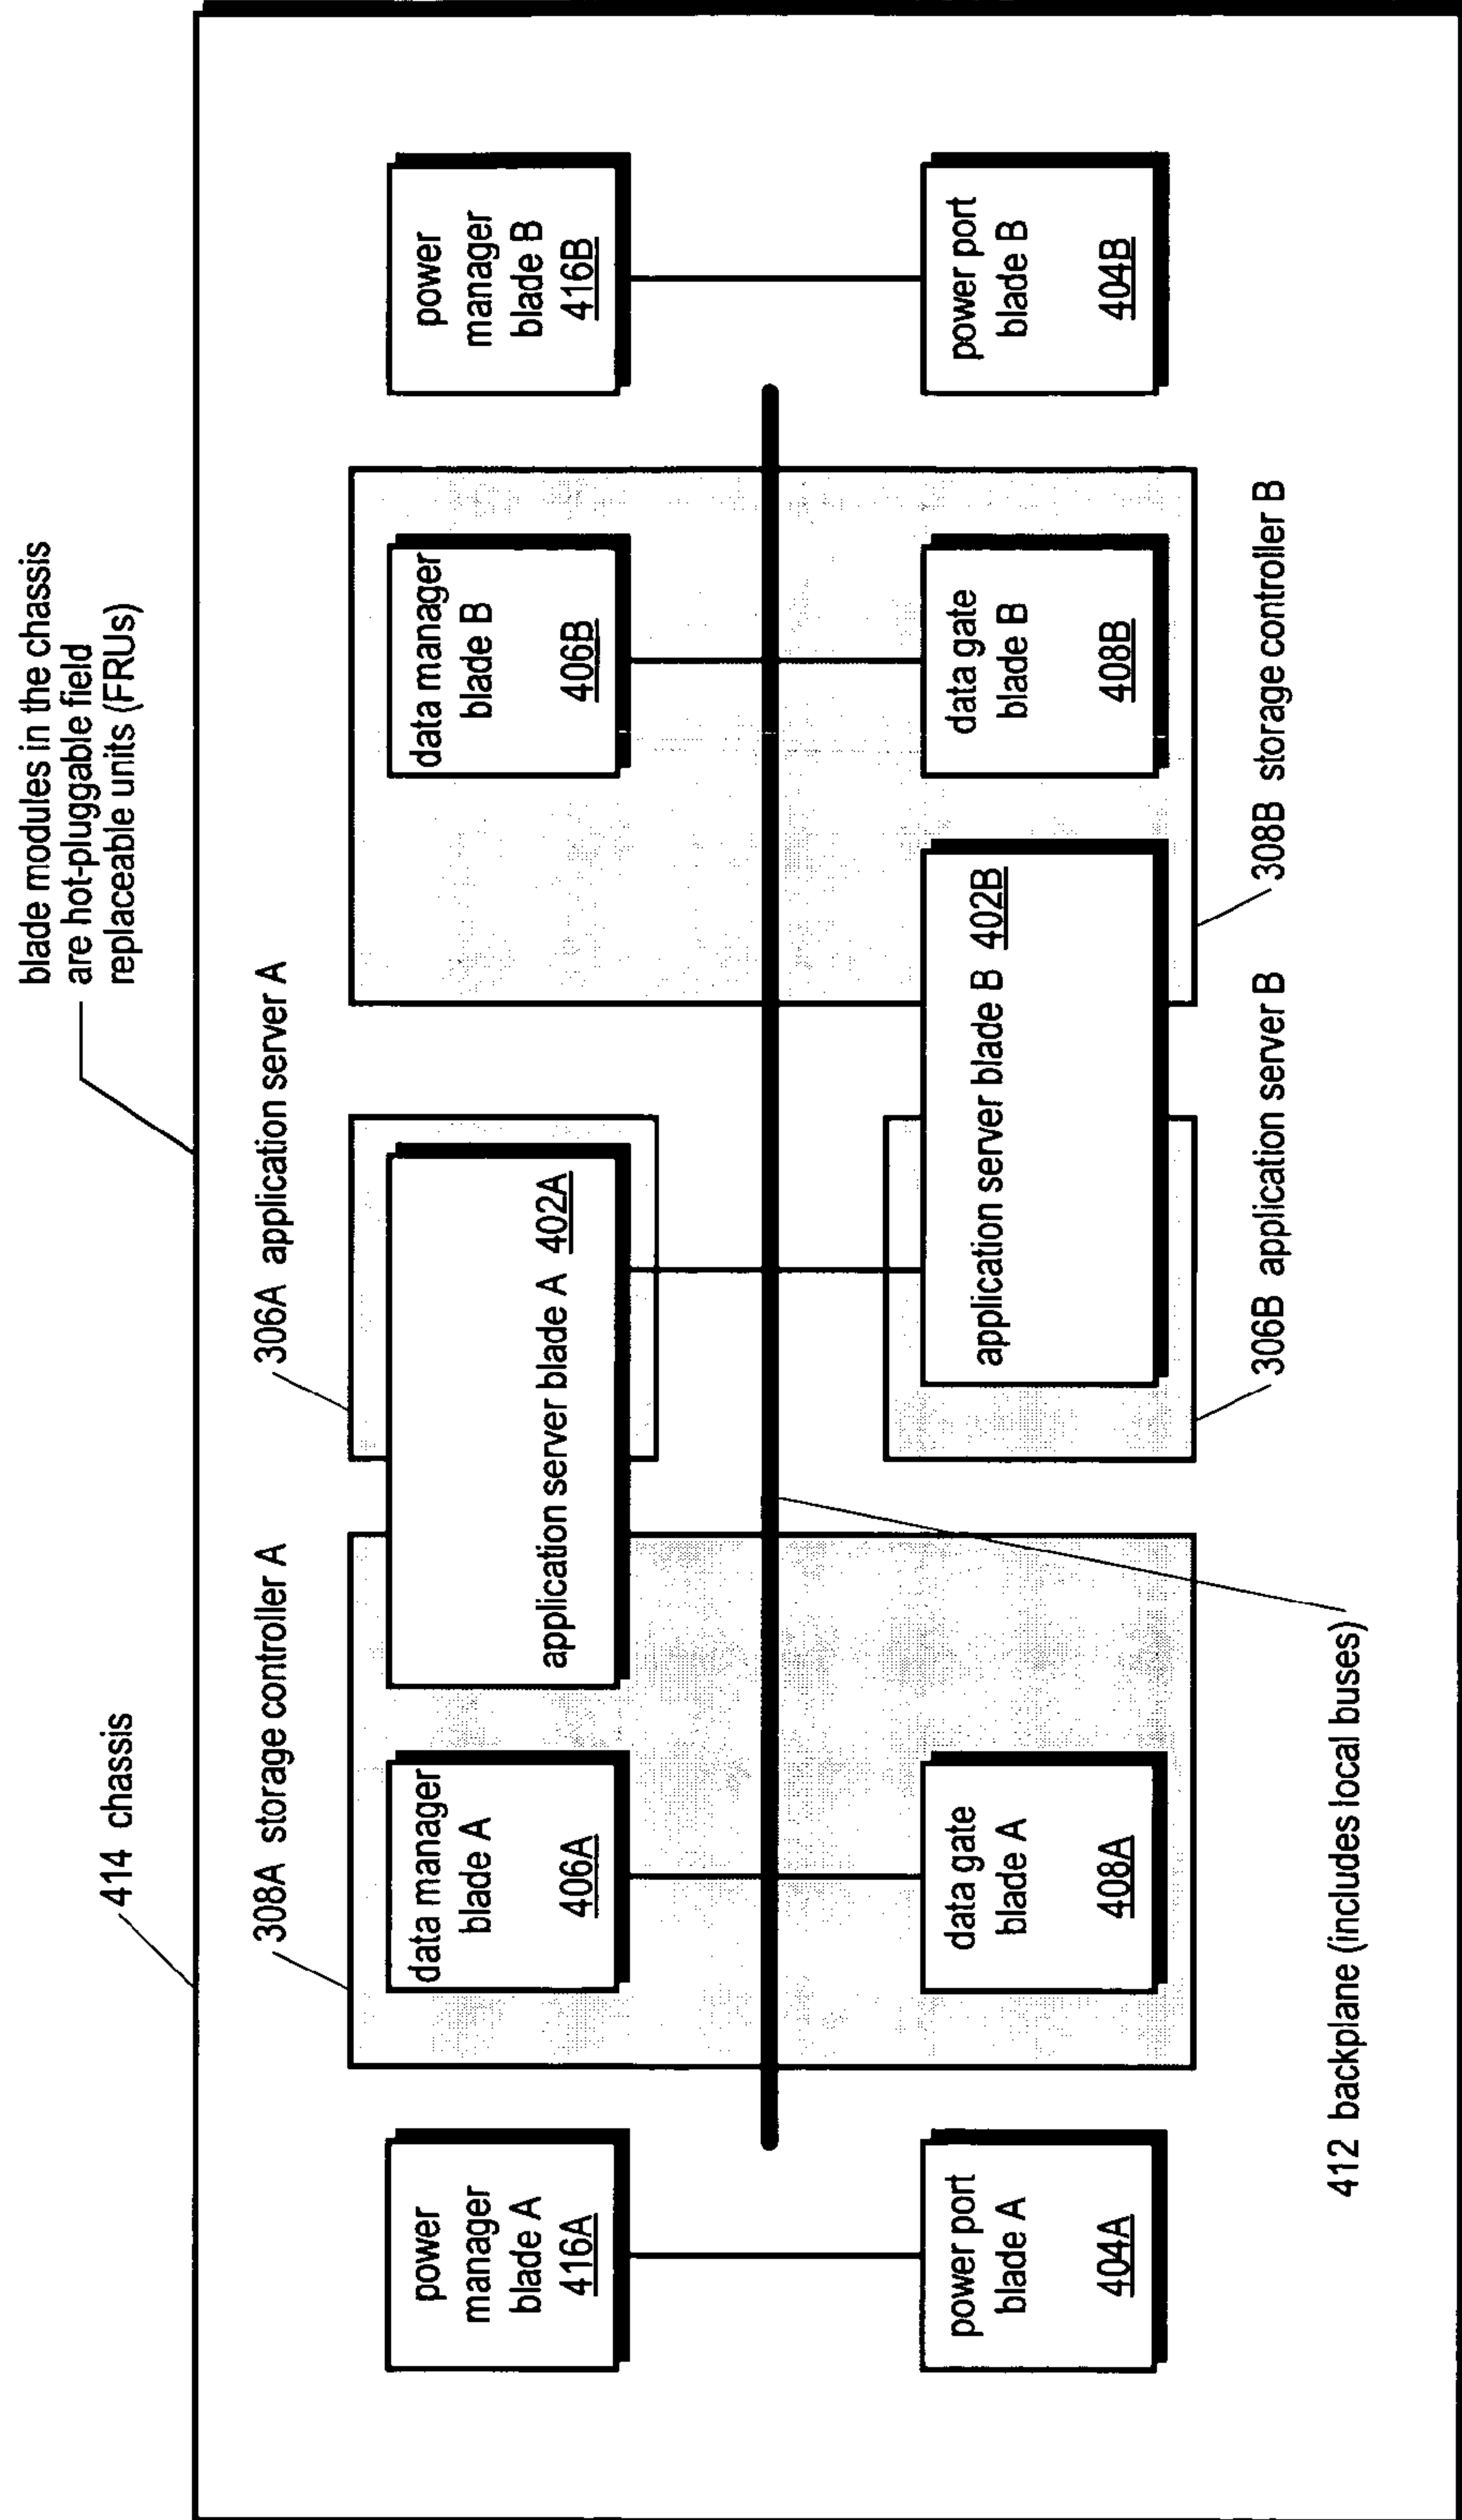 blade modules in the chassis
are hot-pluggable field
replaceable units (FRUs)
414 chassis
308A storage controller A
306A application server A
power
manager
blade A
416A
data manager
blade A
406A
application server blade A 402A
data manager
blade B
406B
power
manager
blade B
416B
power port
blade A
404A
data gate
blade A
408A
application server blade B 402B
data gate
blade B
408B
power port
blade B
404B
306B application server B
308B storage controller B
412 backplane (includes local buses)